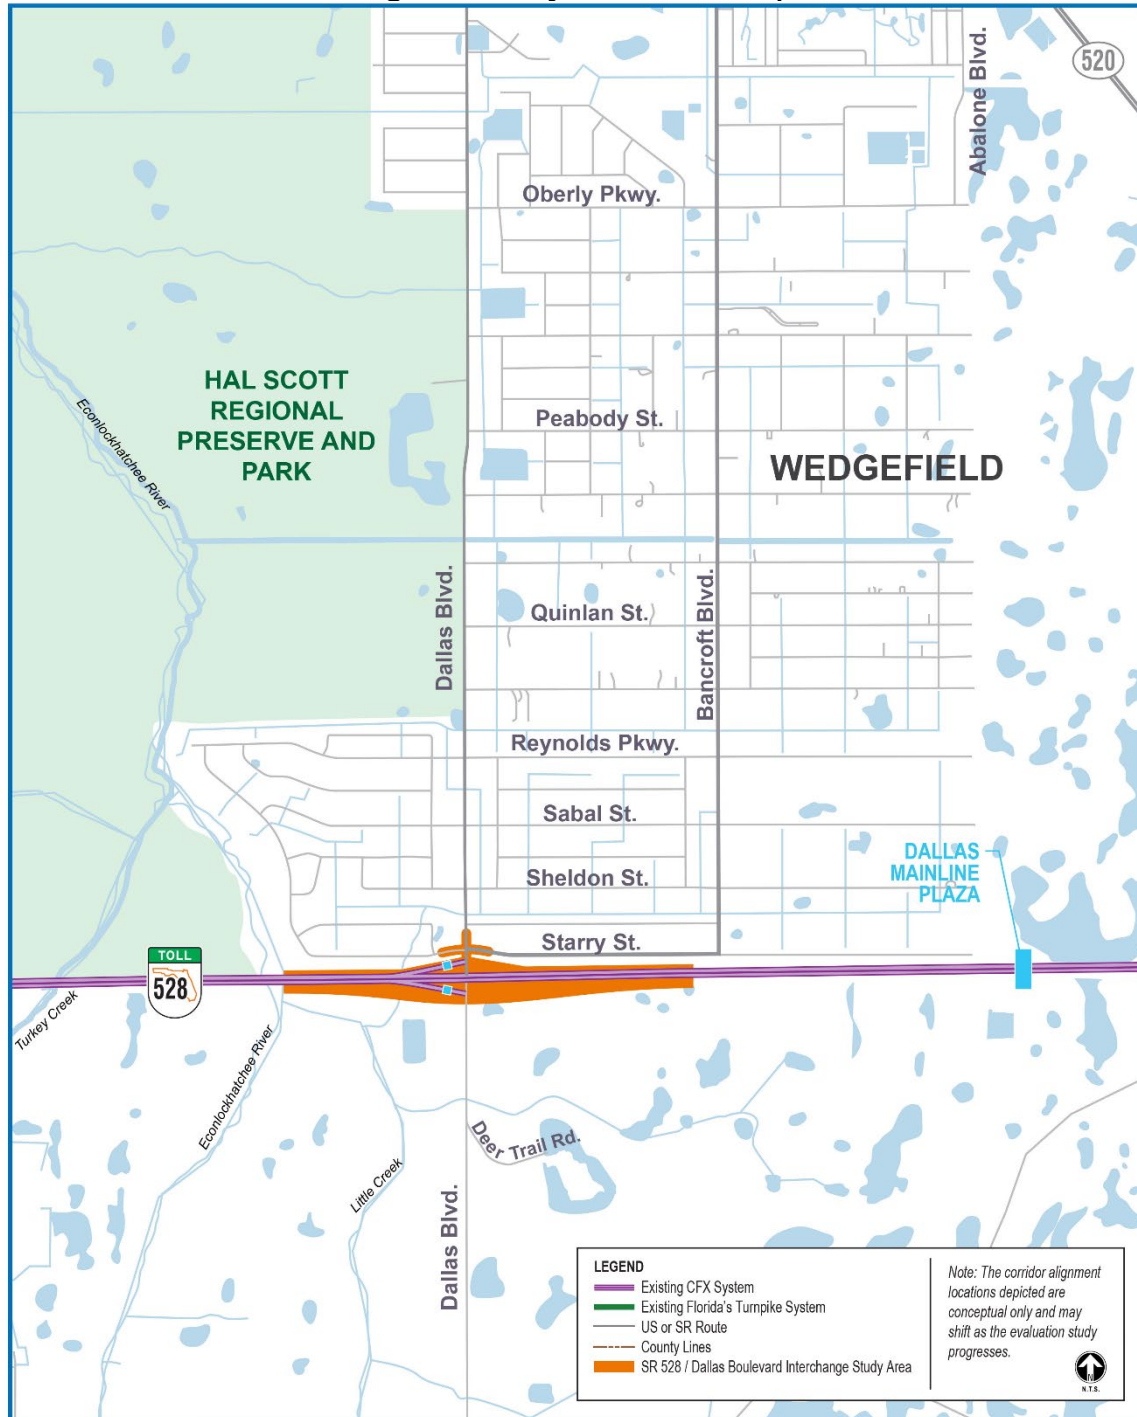 520
Abalone Blvd.
Oberly Pkwy.
HAL SCOTT
REGIONAL
PRESERVE AND
PARK
Econlockhatchee River
Peabody St.
WEDGEFIELD
Dallas Blvd.
Quinlan St.
Bancroft Blvd.
Reynolds Pkwy.
Sabal St.
DALLAS
MAINLINE
PLAZA
Sheldon St.
Starry St.
TOLL
528
Turkey Creek
Econlockhatchee River
Little Creek
Deer Trail Rd.
Dallas Blvd.
LEGEND
Existing CFX System
Existing Florida's Turnpike System
US or SR Route
County Lines
SR 528 / Dallas Boulevard Interchange Study Area
Note: The corridor alignment
locations depicted are
conceptual only and may
shift as the evaluation study
progresses.
N
N.T.S.